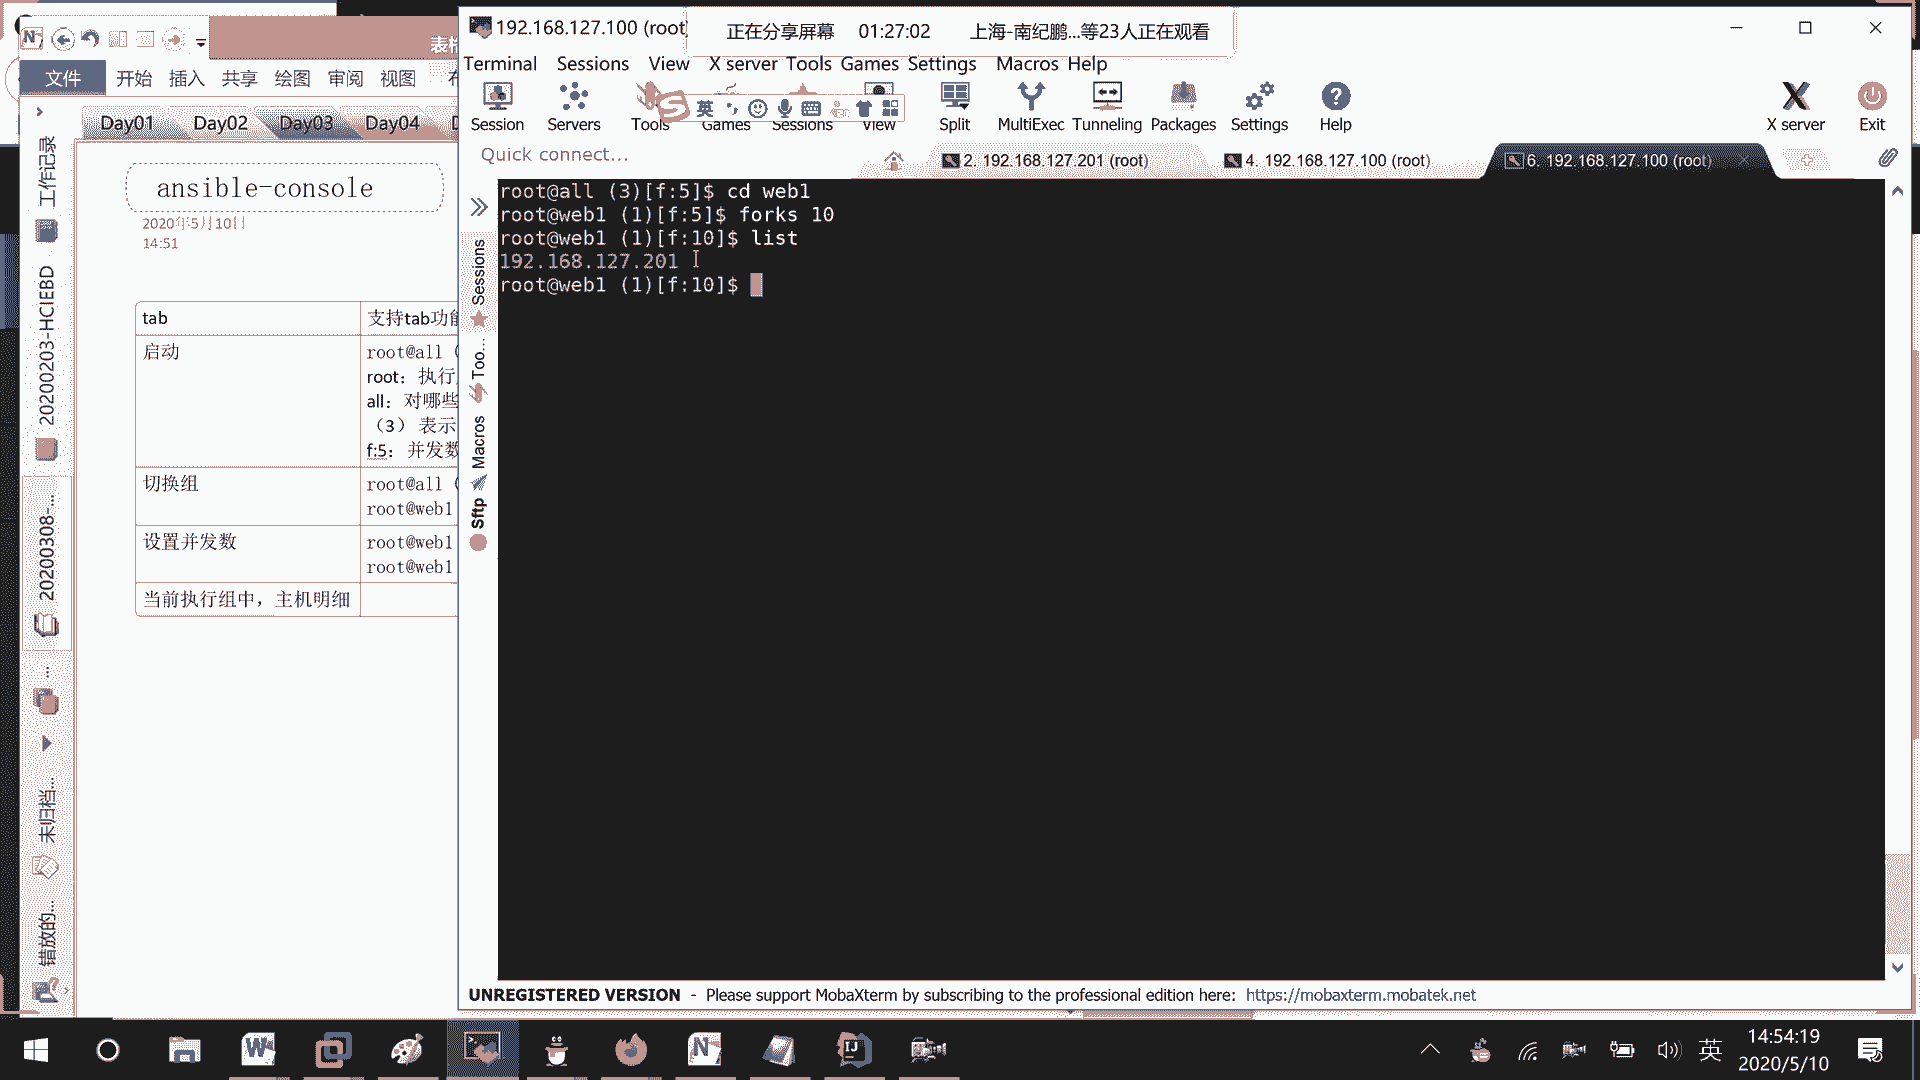 192.168.127.100 (root)
正在分享屏幕 01:27:02 上海-南纪鹏...等23人正在观看
文件 开始 插入 共享 绘图 审阅 视图
Terminal Sessions View X server Tools Games Settings Macros Help
Session Servers Tools Games Sessions View Split MultiExec Tunneling Packages Settings Help X server Exit
英
Day01 Day02 Day03 Day04
Quick connect...
2. 192.168.127.201 (root) 4. 192.168.127.100 (root) 6. 192.168.127.100 (root)
工作记录
20200203-HCIEBD
20200308-...
未归档...
错放的...
ansible-console
2020年5月10日
14:51
tab 支持tab功能
启动 root@all (
root：执行
all：对哪些
（3） 表示
f:5：并发数
切换组 root@all (
root@web1
设置并发数 root@web1
root@web1
当前执行组中，主机明细
Sessions
Too...
Macros
Sftp
root@all (3)[f:5]$ cd web1
root@web1 (1)[f:5]$ forks 10
root@web1 (1)[f:10]$ list
192.168.127.201
root@web1 (1)[f:10]$
UNREGISTERED VERSION - Please support MobaXterm by subscribing to the professional edition here: https://mobaxterm.mobatek.net
英
14:54:19
2020/5/10